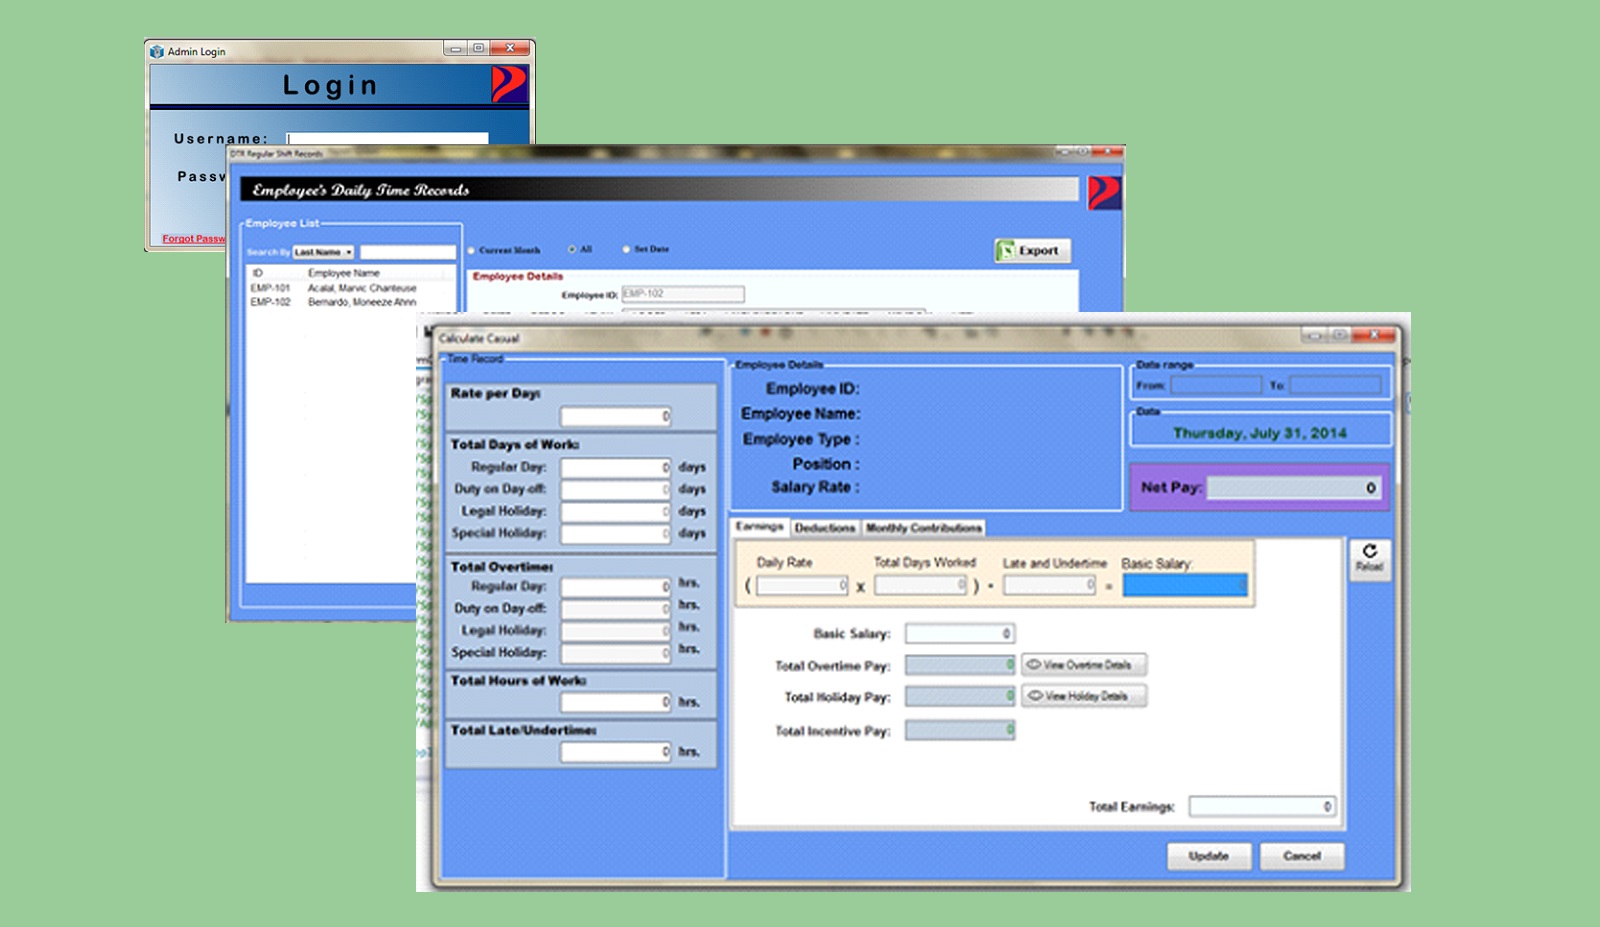 Admin Login
Login
Username:
Passw
Forgot Passw
DTR Regular Shift Records
Employee's Daily Time Records
Employee List
Search By Last Name
Current Month All Set Date
Export
ID Employee Name
EMP-101 Acalal, Marvic Chanteuse
EMP-102 Bernardo, Moneeze Ahnn
Employee Details
Employee ID: EMP-102
Calculate Casual
Time Record
Rate per Day:
0
Total Days of Work:
Regular Day: 0 days
Duty on Day-off: 0 days
Legal Holiday: 0 days
Special Holiday: 0 days
Total Overtime:
Regular Day: 0 hrs.
Duty on Day-off: 0 hrs.
Legal Holiday: 0 hrs.
Special Holiday: 0 hrs.
Total Hours of Work:
0 hrs.
Total Late/Undertime:
0 hrs.
Employee Details
Employee ID:
Employee Name:
Employee Type :
Position :
Salary Rate :
Date range
From: To:
Date
Thursday, July 31, 2014
Net Pay: 0
Earnings Deductions Monthly Contributions
Daily Rate Total Days Worked Late and Undertime Basic Salary:
( 0 x 0 ) - 0 = 0
Reload
Basic Salary: 0
Total Overtime Pay: 0 View Overtime Details
Total Holiday Pay: 0 View Holiday Details
Total Incentive Pay: 0
Total Earnings: 0
Update Cancel